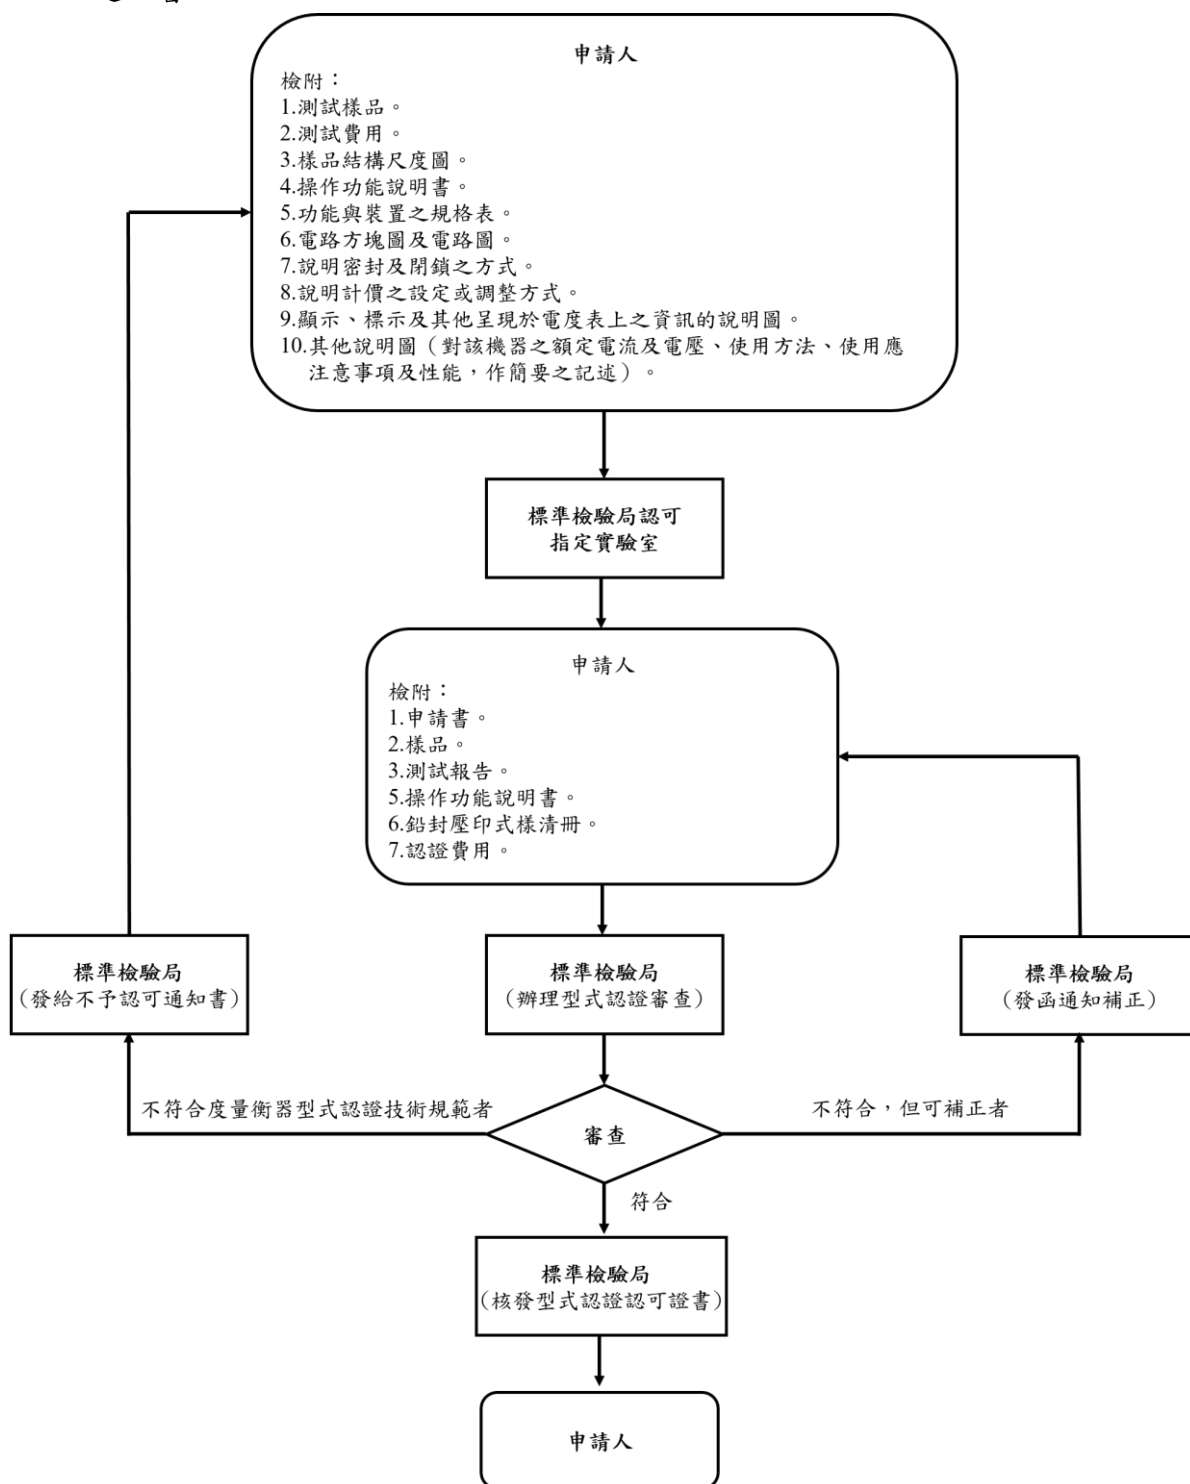 申請人
檢附：
1.測試樣品。
2.測試費用。
3.樣品結構尺度圖。
4.操作功能說明書。
5.功能與裝置之規格表。
6.電路方塊圖及電路圖。
7.說明密封及閉鎖之方式。
8.說明計價之設定或調整方式。
9.顯示、標示及其他呈現於電度表上之資訊的說明圖。
10.其他說明圖（對該機器之額定電流及電壓、使用方法、使用應
注意事項及性能，作簡要之記述）。
標準檢驗局認可
指定實驗室
申請人
檢附：
1.申請書。
2.樣品。
3.測試報告。
5.操作功能說明書。
6.鉛封壓印式樣清冊。
7.認證費用。
標準檢驗局
（發給不予認可通知書）
標準檢驗局
（辦理型式認證審查）
標準檢驗局
（發函通知補正）
不符合度量衡器型式認證技術規範者
審查
不符合，但可補正者
符合
標準檢驗局
（核發型式認證認可證書）
申請人